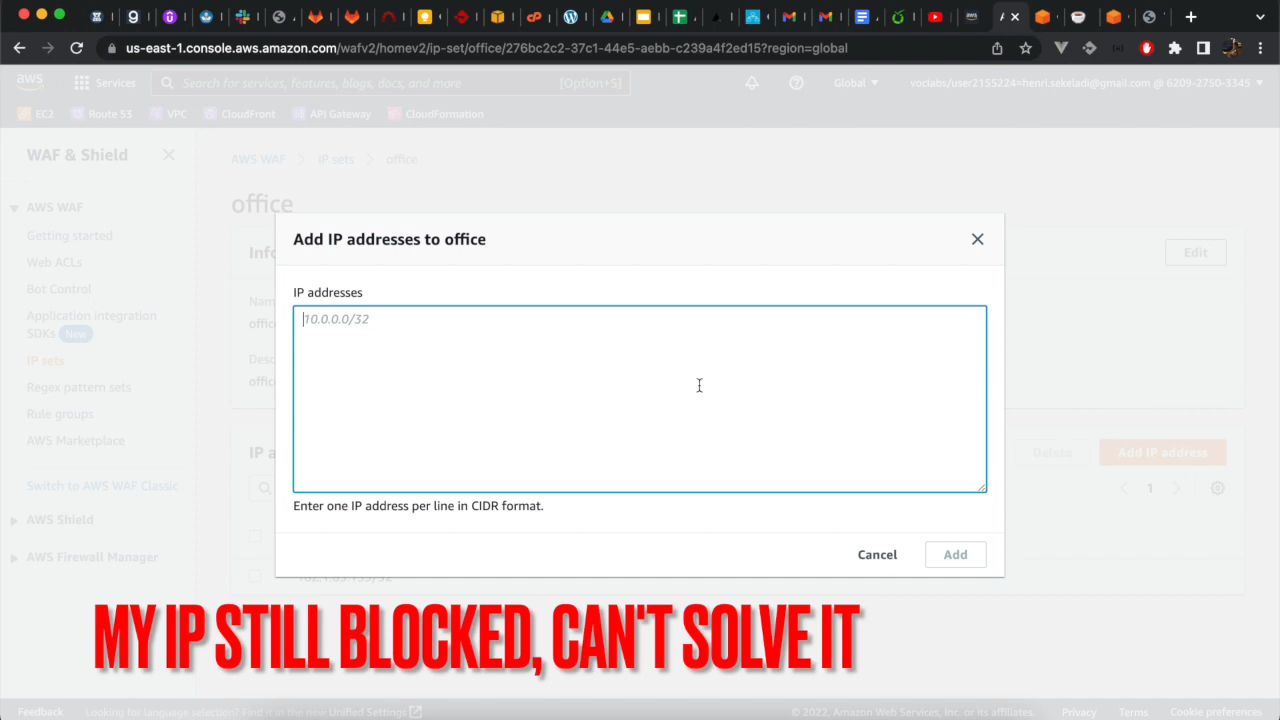 us-east-1.console.aws.amazon.com/wafv2/homev2/ip-set/office/276bc2c2-37c1-44e5-aebb-c239a4f2ed15?region=global
aws Services Search for services, features, blogs, docs, and more [Option+S] Global voclabs/user2155224=henri.sekeladi@gmail.com @ 6209-2750-3345
EC2 Route 53 VPC CloudFront API Gateway CloudFormation
WAF & Shield
AWS WAF
Getting started
Web ACLs
Bot Control
Application integration
SDKs New
IP sets
Regex pattern sets
Rule groups
AWS Marketplace
Switch to AWS WAF Classic
AWS Shield
AWS Firewall Manager
AWS WAF IP sets office
office
Edit
Add IP addresses to office
IP addresses
10.0.0.0/32
Enter one IP address per line in CIDR format.
Cancel Add
Delete Add IP address
1
MY IP STILL BLOCKED, CAN'T SOLVE IT
Feedback Looking for language selection? Find it in the new Unified Settings © 2022, Amazon Web Services, Inc. or its affiliates. Privacy Terms Cookie preferences